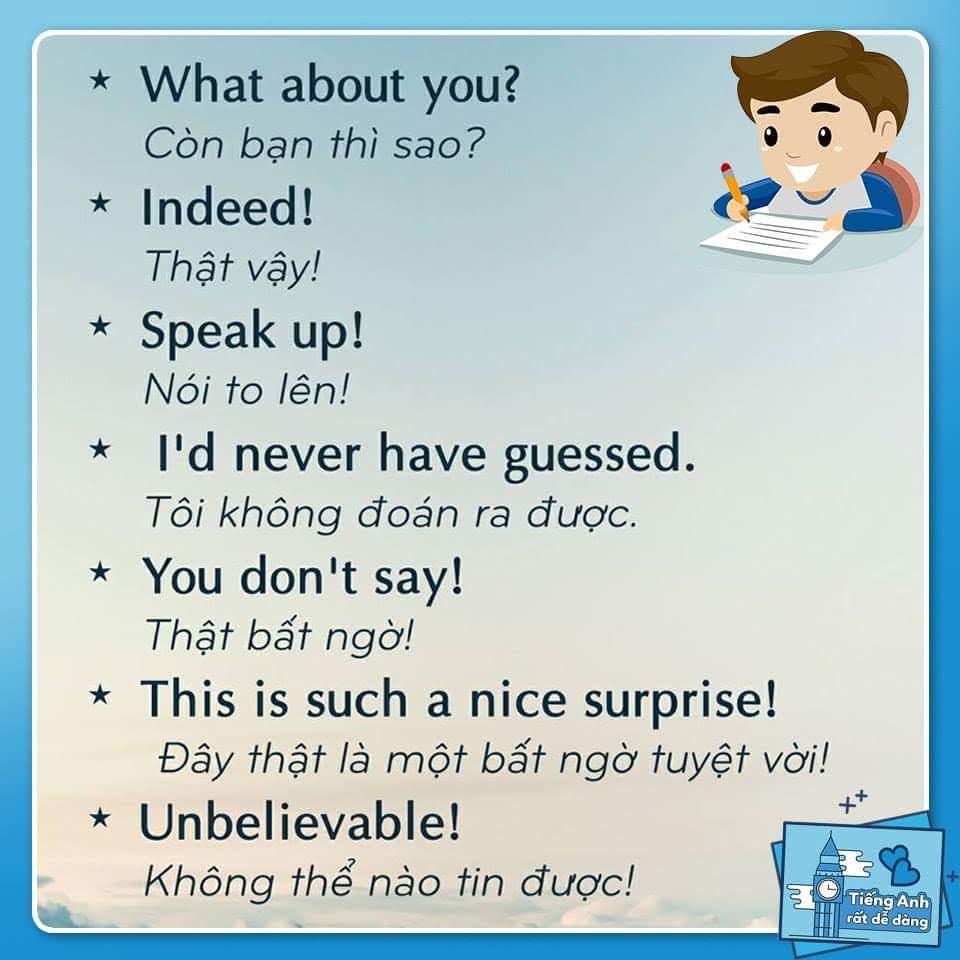 ★ What about you?
Còn bạn thì sao?
★ Indeed!
Thật vậy!
★ Speak up!
Nói to lên!
★ I'd never have guessed.
Tôi không đoán ra được.
★ You don't say!
Thật bất ngờ!
★ This is such a nice surprise!
Đây thật là một bất ngờ tuyệt vời!
★ Unbelievable!
Không thể nào tin được!
Tiếng Anh
rất dễ dàng